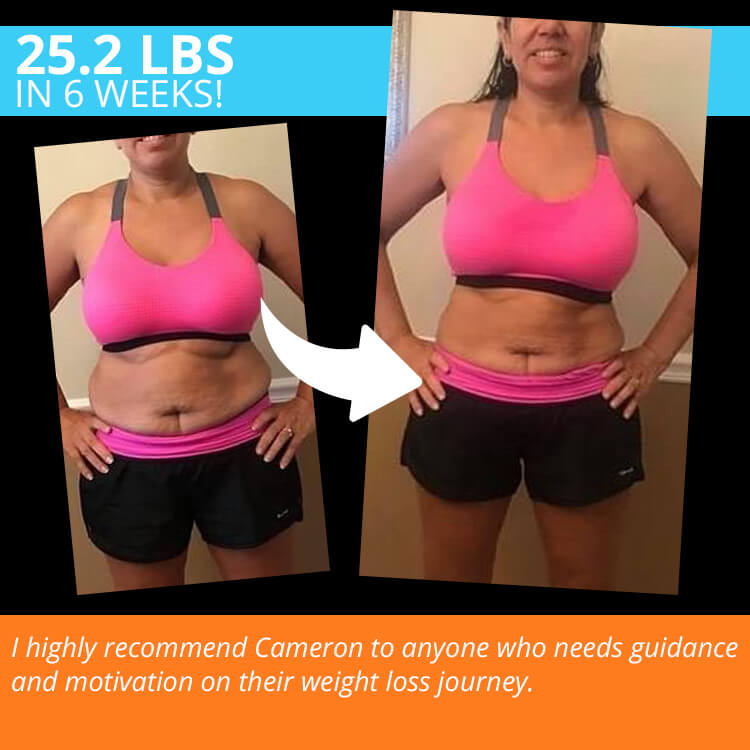 25.2 LBS
IN 6 WEEKS!
I highly recommend Cameron to anyone who needs guidance
and motivation on their weight loss journey.